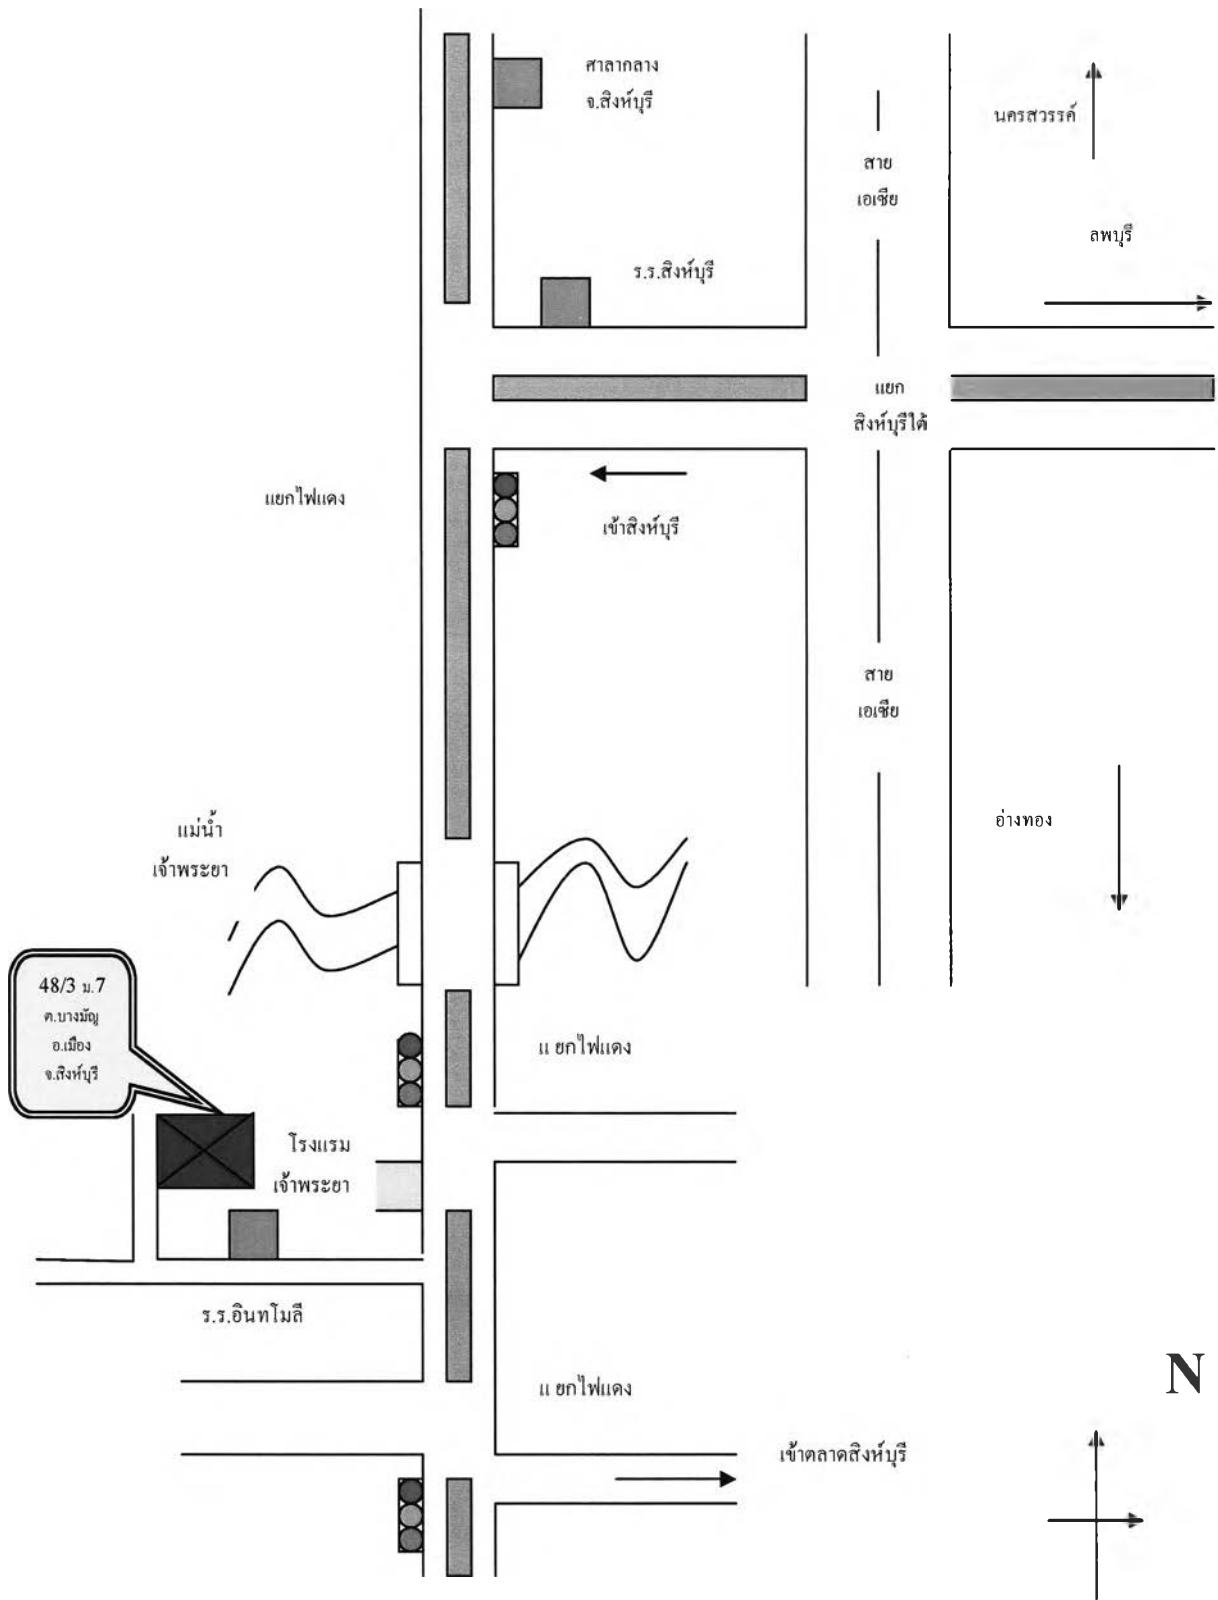 ศาลากลาง
จ.สิงห์บุรี
นครสวรรค์
สาย
เอเซีย
ลพบุรี
ร.ร.สิงห์บุรี
แยก
สิงห์บุรีใต้
แยกไฟแดง
เข้าสิงห์บุรี
สาย
เอเซีย
อ่างทอง
แม่น้ำ
เจ้าพระยา
48/3 ม.7
ต.บางมัญ
อ.เมือง
จ.สิงห์บุรี
แ ยกไฟแดง
โรงแรม
เจ้าพระยา
ร.ร.อินทโมลี
N
แ ยกไฟแดง
เข้าตลาดสิงห์บุรี